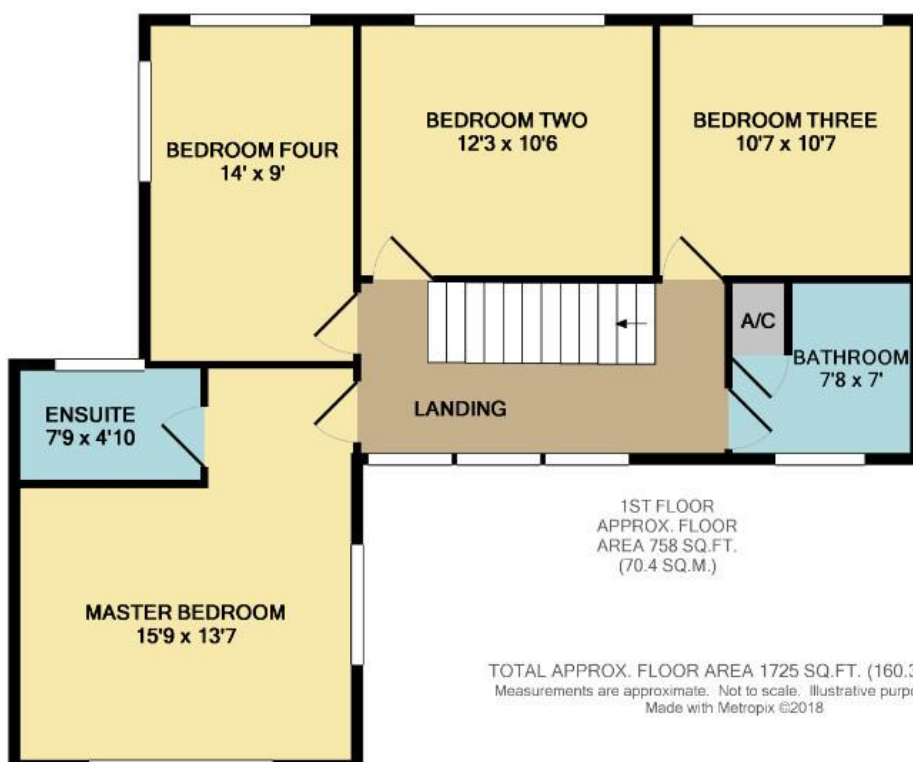 BEDROOM FOUR
14' x 9'
BEDROOM TWO
12'3 x 10'6
BEDROOM THREE
10'7 x 10'7
A/C
BATHROOM
7'8 x 7'
ENSUITE
7'9 x 4'10
LANDING
MASTER BEDROOM
15'9 x 13'7
1ST FLOOR
APPROX. FLOOR
AREA 758 SQ.FT.
(70.4 SQ.M.)
TOTAL APPROX. FLOOR AREA 1725 SQ.FT. (160.3
Measurements are approximate. Not to scale. Illustrative
Made with Metropix ©2018